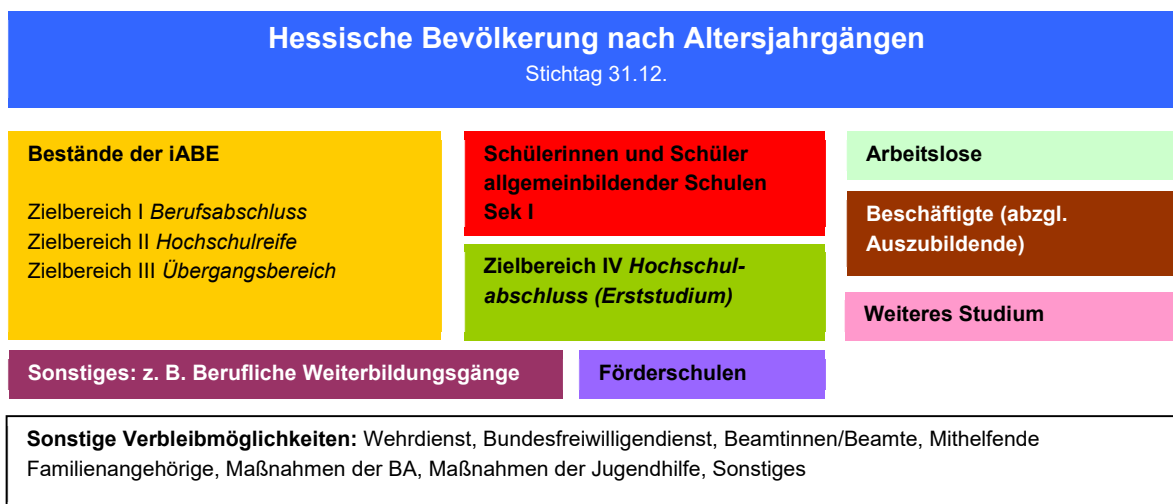 Hessische Bevölkerung nach Altersjahrgängen
Stichtag 31.12.
Bestände der iABE
Zielbereich I Berufsabschluss
Zielbereich II Hochschulreife
Zielbereich III Übergangsbereich
Schülerinnen und Schüler
allgemeinbildender Schulen
Sek I
Zielbereich IV Hochschul-
abschluss (Erststudium)
Arbeitslose
Beschäftigte (abzgl.
Auszubildende)
Weiteres Studium
Sonstiges: z. B. Berufliche Weiterbildungsgänge
Förderschulen
Sonstige Verbleibmöglichkeiten: Wehrdienst, Bundesfreiwilligendienst, Beamtinnen/Beamte, Mithelfende
Familienangehörige, Maßnahmen der BA, Maßnahmen der Jugendhilfe, Sonstiges